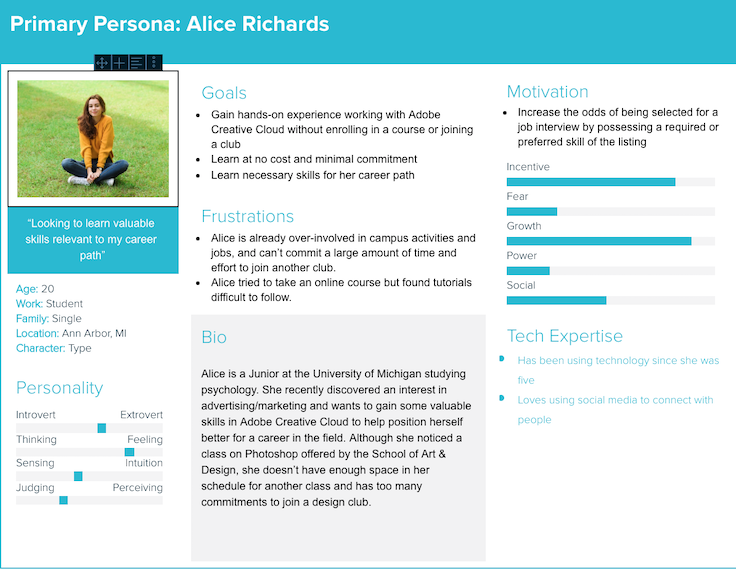 Primary Persona: Alice Richards
“Looking to learn valuable
skills relevant to my career
path”
Age: 20
Work: Student
Family: Single
Location: Ann Arbor, MI
Character: Type
Personality
Introvert Extrovert
Thinking Feeling
Sensing Intuition
Judging Perceiving
Goals
• Gain hands-on experience working with Adobe
Creative Cloud without enrolling in a course or joining
a club
• Learn at no cost and minimal commitment
• Learn necessary skills for her career path
Frustrations
• Alice is already over-involved in campus activities and
jobs, and can’t commit a large amount of time and
effort to join another club.
• Alice tried to take an online course but found tutorials
difficult to follow.
Bio
Alice is a Junior at the University of Michigan studying
psychology. She recently discovered an interest in
advertising/marketing and wants to gain some valuable
skills in Adobe Creative Cloud to help position herself
better for a career in the field. Although she noticed a
class on Photoshop offered by the School of Art &
Design, she doesn’t have enough space in her
schedule for another class and has too many
commitments to join a design club.
Motivation
• Increase the odds of being selected for a
job interview by possessing a required or
preferred skill of the listing
Incentive
Fear
Growth
Power
Social
Tech Expertise
• Has been using technology since she was
five
• Loves using social media to connect with
people